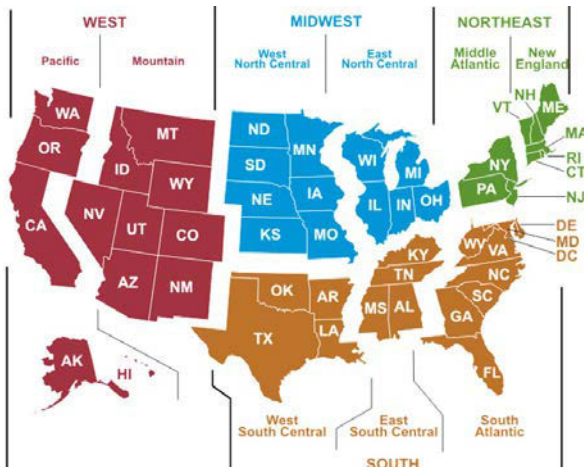 WEST
MIDWEST
NORTHEAST
Pacific
Mountain
West
North Central
East
North Central
Middle
Atlantic
New
England
WA
OR
CA
MT
ID
WY
NV
UT
CO
AZ
NM
AK
HI
ND
SD
NE
KS
MN
IA
MO
WI
MI
IL
IN
OH
NH
VT
ME
MA
RI
CT
NY
PA
NJ
DE
MD
DC
WV
VA
KY
TN
NC
SC
GA
FL
MS
AL
OK
AR
TX
LA
West
South Central
East
South Central
South
Atlantic
SOUTH